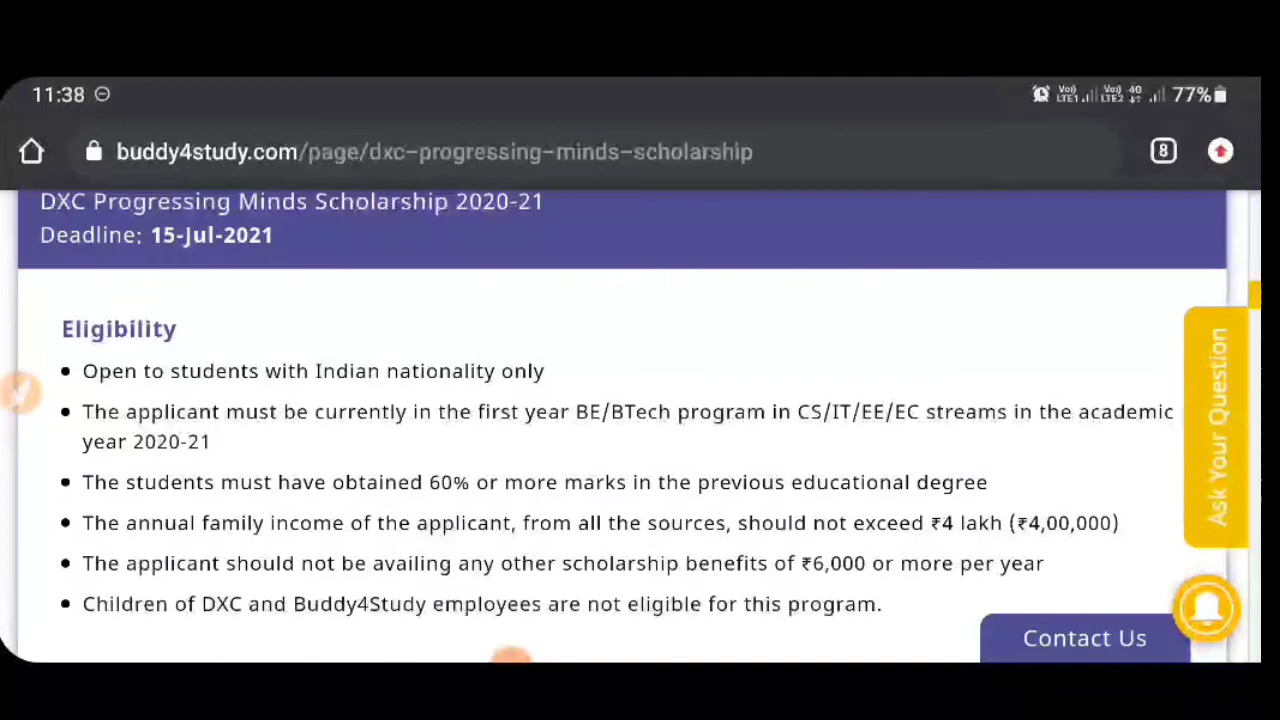 11:38
Vo) LTE1 Vo) LTE2 4G 77%
buddy4study.com/page/dxc-progressing-minds-scholarship
8
DXC Progressing Minds Scholarship 2020-21
Deadline: 15-Jul-2021
Eligibility
• Open to students with Indian nationality only
• The applicant must be currently in the first year BE/BTech program in CS/IT/EE/EC streams in the academic
year 2020-21
• The students must have obtained 60% or more marks in the previous educational degree
• The annual family income of the applicant, from all the sources, should not exceed ₹4 lakh (₹4,00,000)
• The applicant should not be availing any other scholarship benefits of ₹6,000 or more per year
• Children of DXC and Buddy4Study employees are not eligible for this program.
Ask Your Question
Contact Us